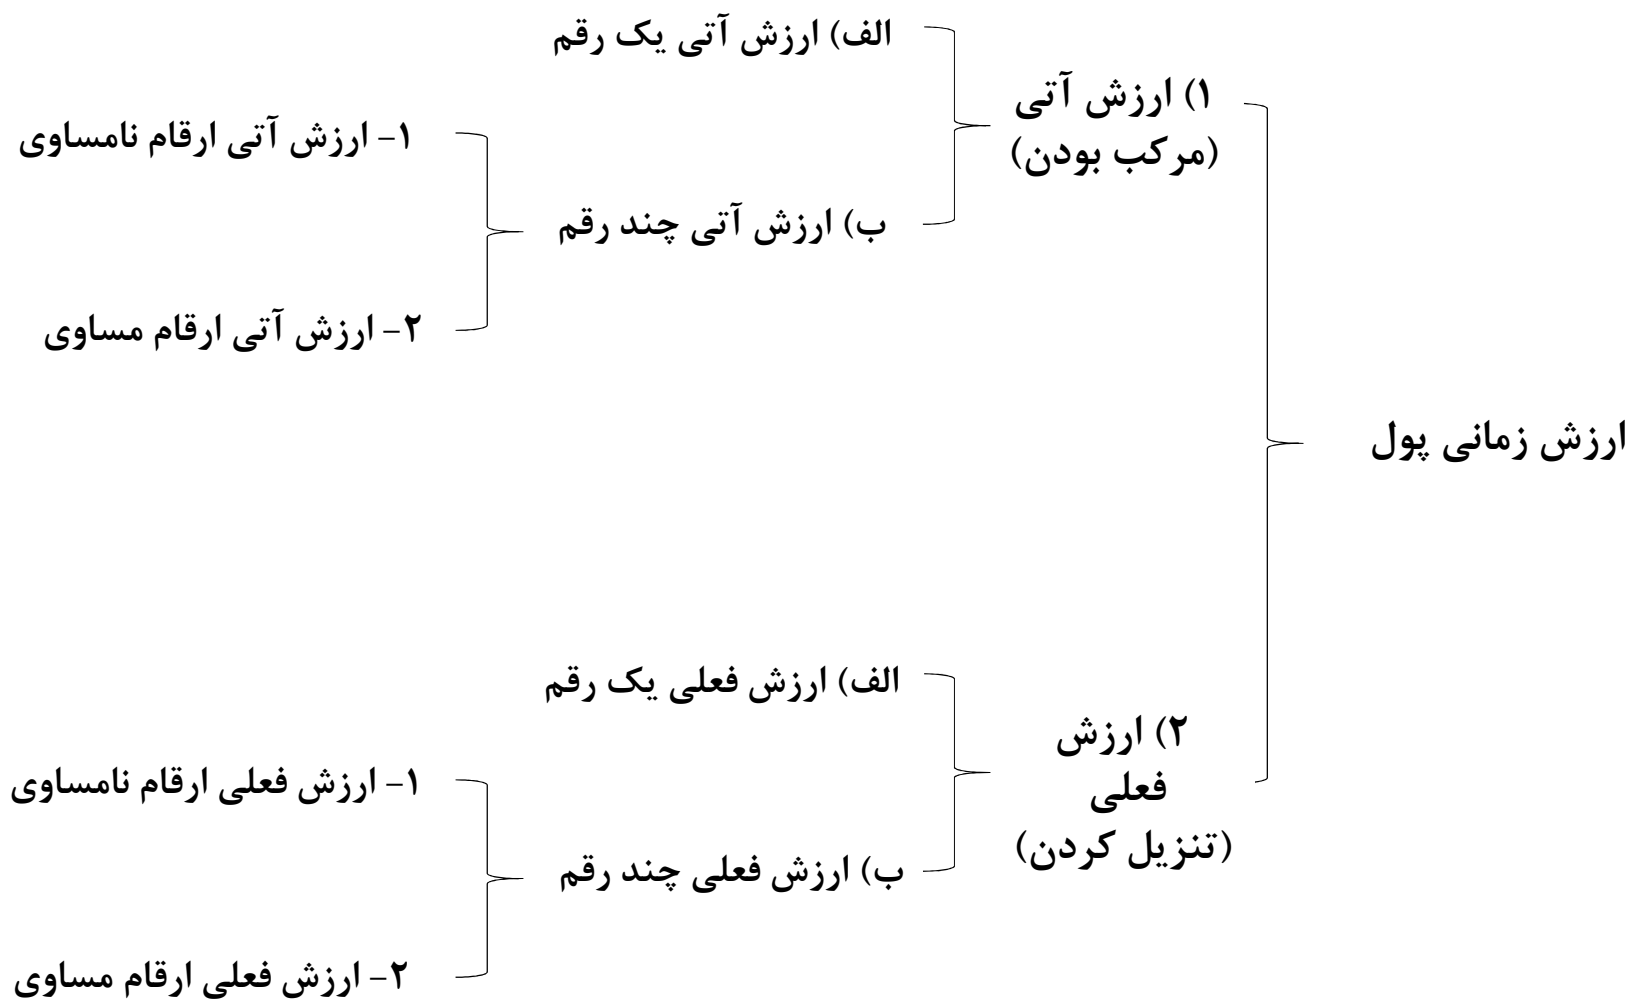 ارزش زمانی پول
۱) ارزش آتی
(مرکب بودن)
الف) ارزش آتی یک رقم
ب) ارزش آتی چند رقم
۱- ارزش آتی ارقام نامساوی
۲- ارزش آتی ارقام مساوی
۲) ارزش
فعلی
(تنزیل کردن)
الف) ارزش فعلی یک رقم
ب) ارزش فعلی چند رقم
۱- ارزش فعلی ارقام نامساوی
۲- ارزش فعلی ارقام مساوی